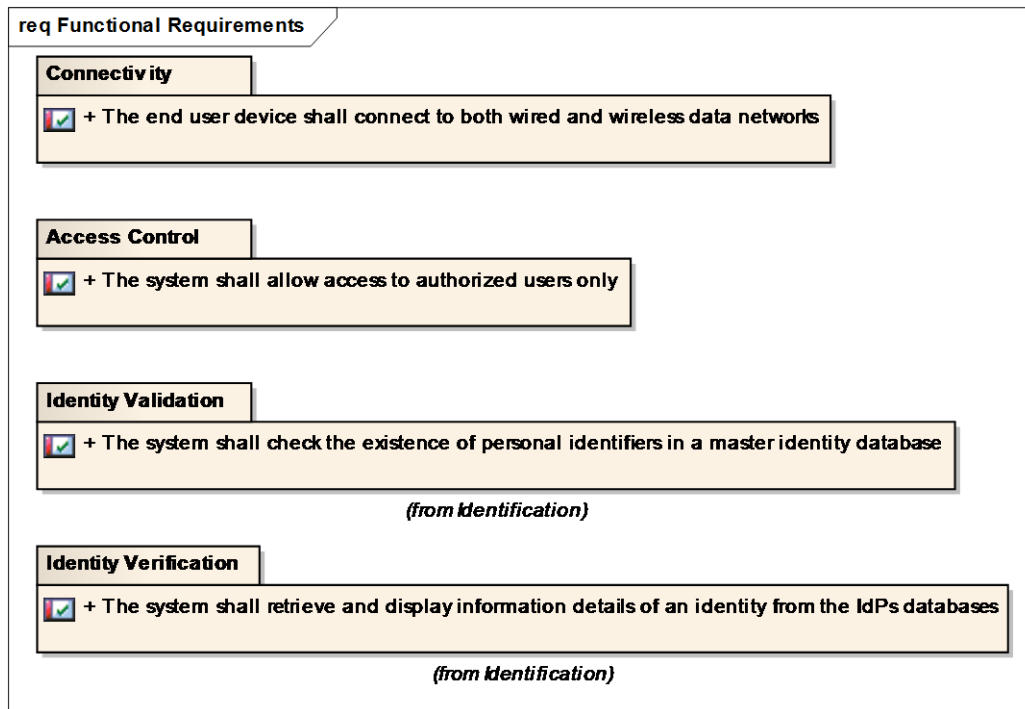 req Functional Requirements
Connectivity
+ The end user device shall connect to both wired and wireless data networks
Access Control
+ The system shall allow access to authorized users only
Identity Validation
+ The system shall check the existence of personal identifiers in a master identity database
(from Identification)
Identity Verification
+ The system shall retrieve and display information details of an identity from the IdPs databases
(from Identification)